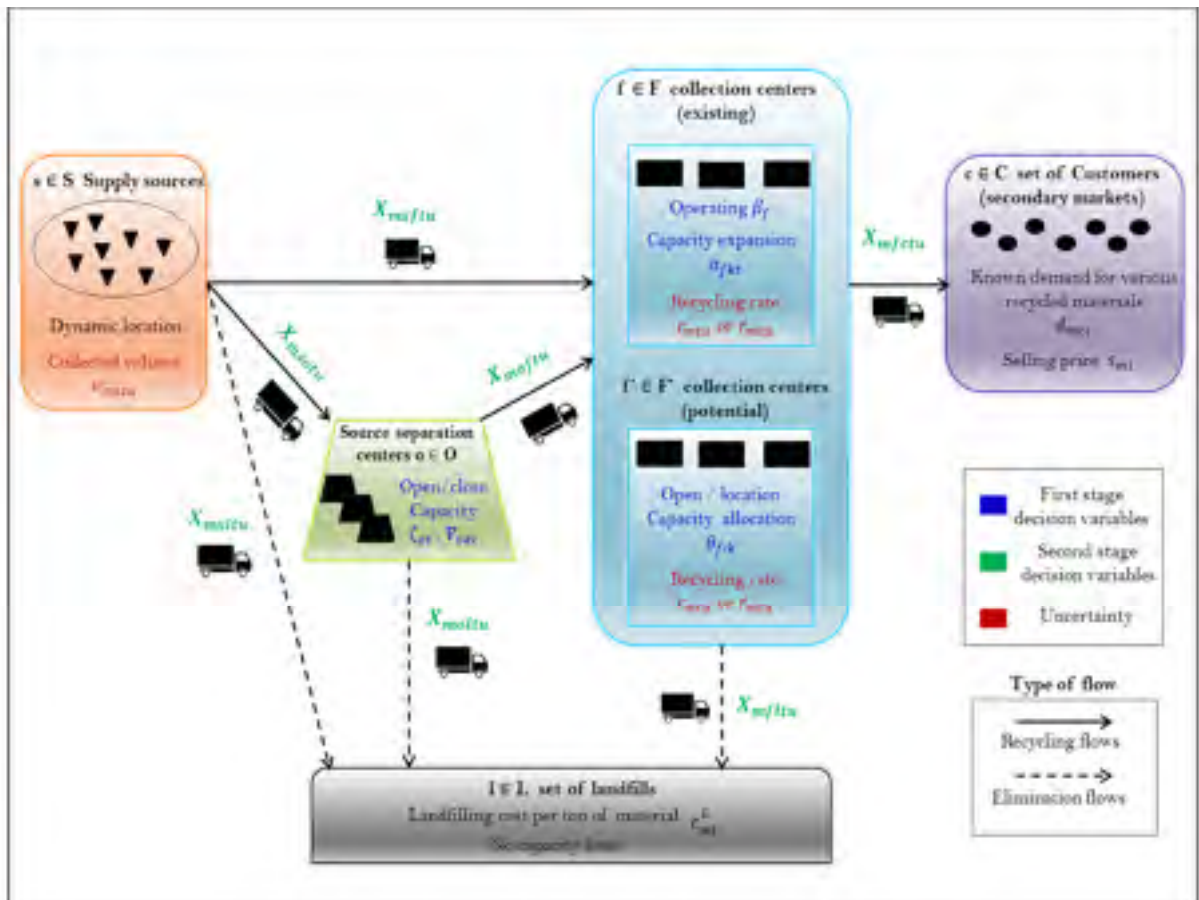 s ∈ S Supply sources
Dynamic location
Collected volume
X_msftu
X_msotu
X_moftu
Source separation
centers o ∈ O
Open/close
Capacity
X_moltu
f ∈ F collection centers
(existing)
Operating β_f
Capacity expansion
Recycling rate
f' ∈ F' collection centers
(potential)
Open / location
Capacity allocation
Recycling rate
X_mfctu
X_mfltu
c ∈ C set of Customers
(secondary markets)
Known demand for various
recycled materials
Selling price
First stage
decision variables
Second stage
decision variables
Uncertainty
Type of flow
Recycling flows
Elimination flows
l ∈ L set of landfills
Landfilling cost per ton of material
No capacity limit